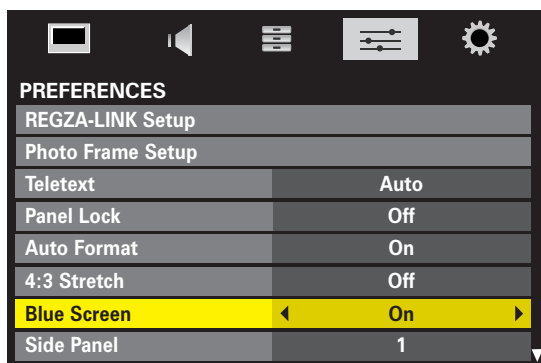 PREFERENCES
REGZA-LINK Setup
Photo Frame Setup
Teletext Auto
Panel Lock Off
Auto Format On
4:3 Stretch Off
Blue Screen On
Side Panel 1